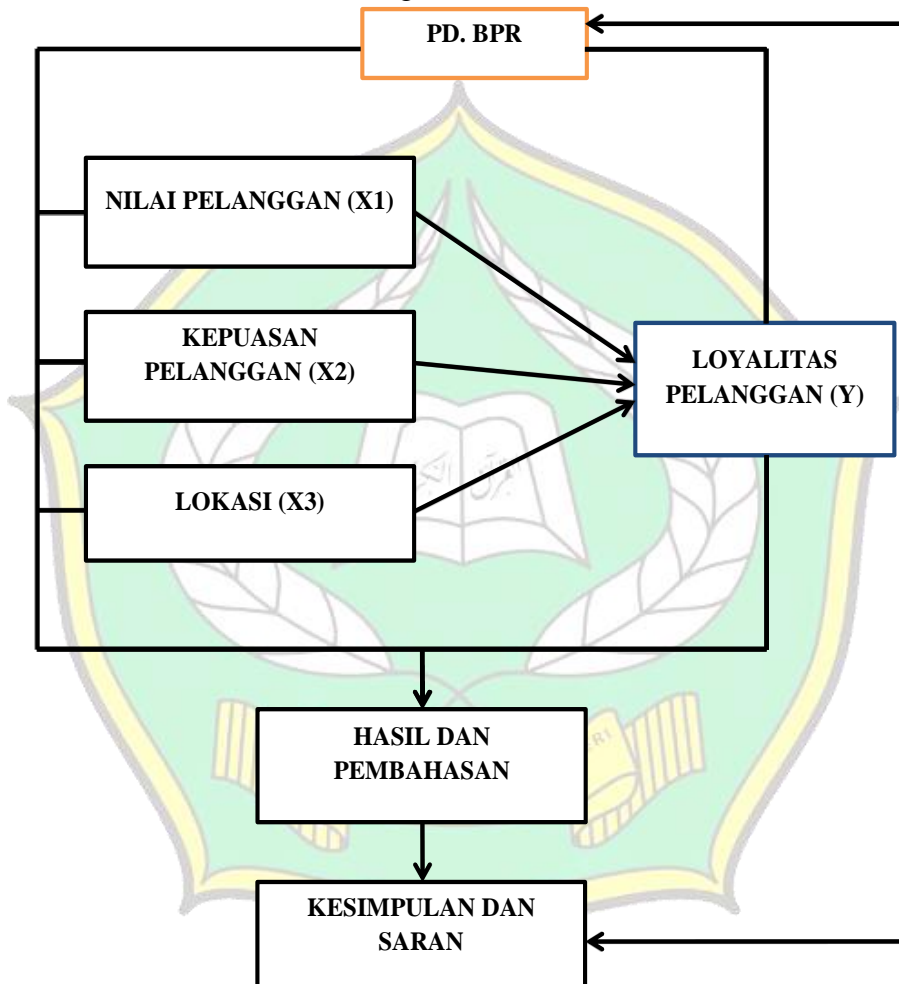 PD. BPR
NILAI PELANGGAN (X1)
KEPUASAN
PELANGGAN (X2)
LOYALITAS
PELANGGAN (Y)
LOKASI (X3)
HASIL DAN
PEMBAHASAN
KESIMPULAN DAN
SARAN